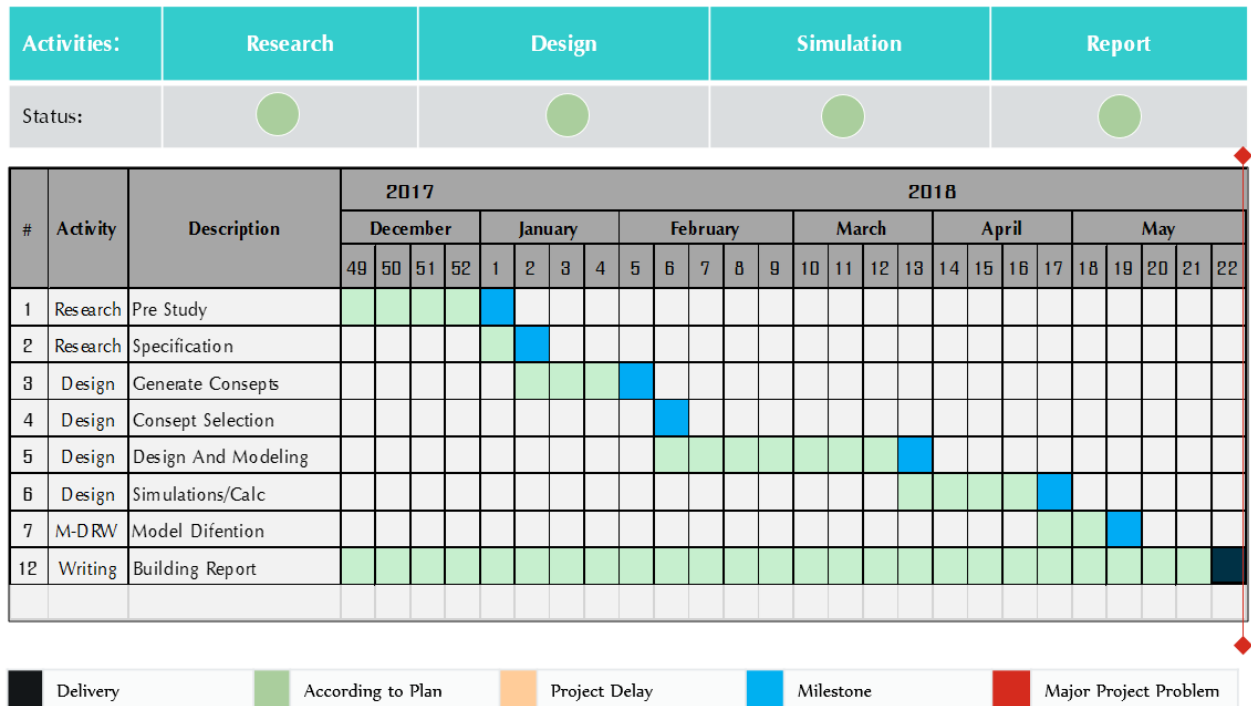 Activities: Research Design Simulation Report
Status:
2017 2018
# Activity Description December January February March April May
49 50 51 52 1 2 3 4 5 6 7 8 9 10 11 12 13 14 15 16 17 18 19 20 21 22
1 Research Pre Study
2 Research Specification
3 Design Generate Consepts
4 Design Consept Selection
5 Design Design And Modeling
6 Design Simulations/Calc
7 M-DRW Model Difention
12 Writing Building Report
Delivery According to Plan Project Delay Milestone Major Project Problem